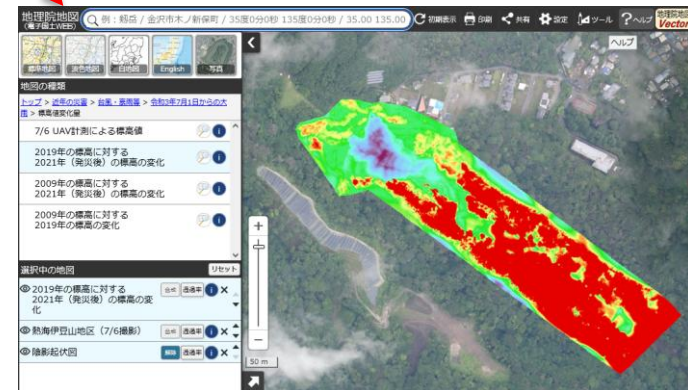 地理院地図
(電子国土WEB)
例：剱岳 / 金沢市木ノ新保町 / 35度0分0秒 135度0分0秒 / 35.00 135.00
初期表示
印刷
共有
設定
ツール
ヘルプ
地理院地図
Vector
標準地図
淡色地図
白地図
English
写真
地図の種類
トップ > 近年の災害 > 台風・豪雨等 > 令和3年7月1日からの大
雨 > 標高値変化量
7/6 UAV計測による標高値
2019年の標高に対する
2021年（発災後）の標高の変化
2009年の標高に対する
2021年（発災後）の標高の変化
2009年の標高に対する
2019年の標高の変化
選択中の地図
リセット
2019年の標高に対する
2021年（発災後）の標高の変
化
合成 透過率
熱海伊豆山地区（7/6撮影）
合成 透過率
陰影起伏図
解除 透過率
ヘルプ
50 m